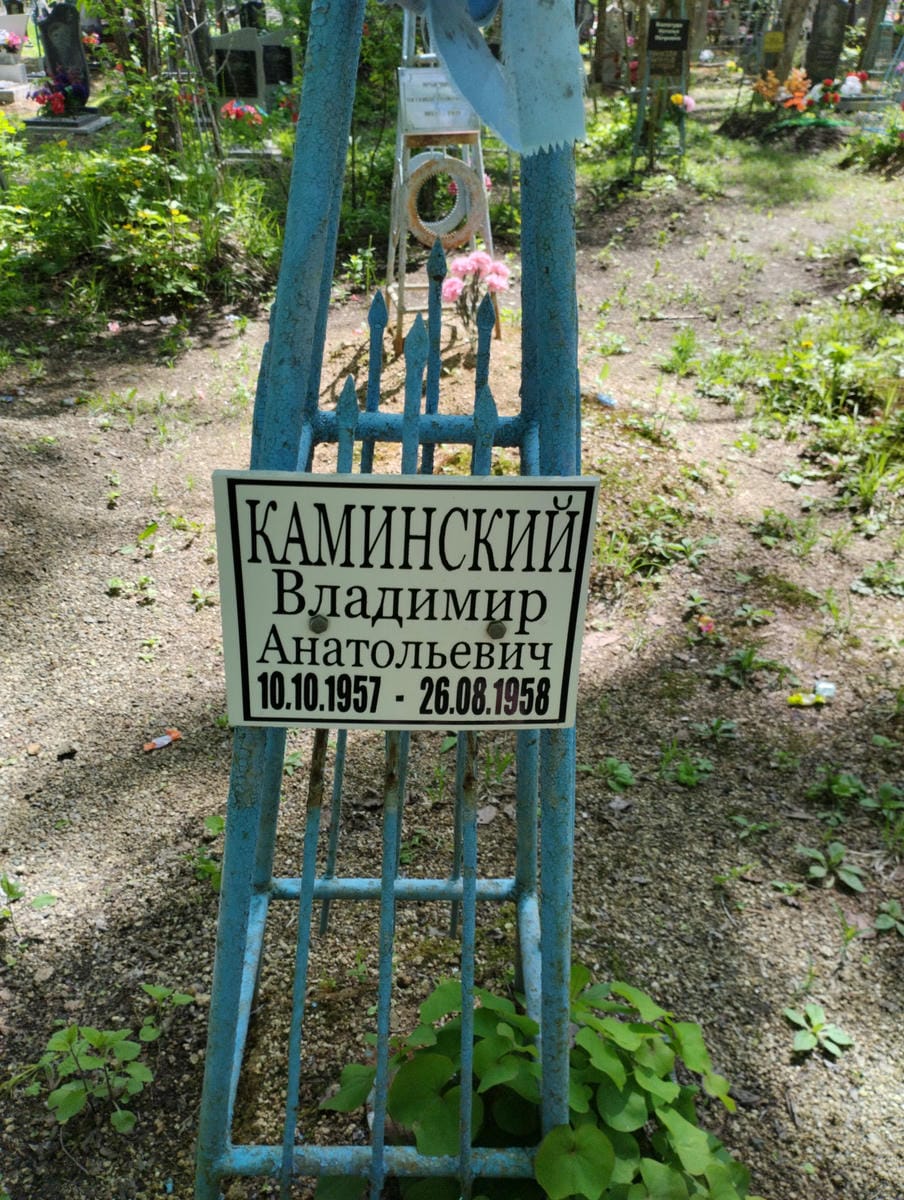 КАМИНСКИЙ
Владимир
Анатольевич
10.10.1957 - 26.08.1958